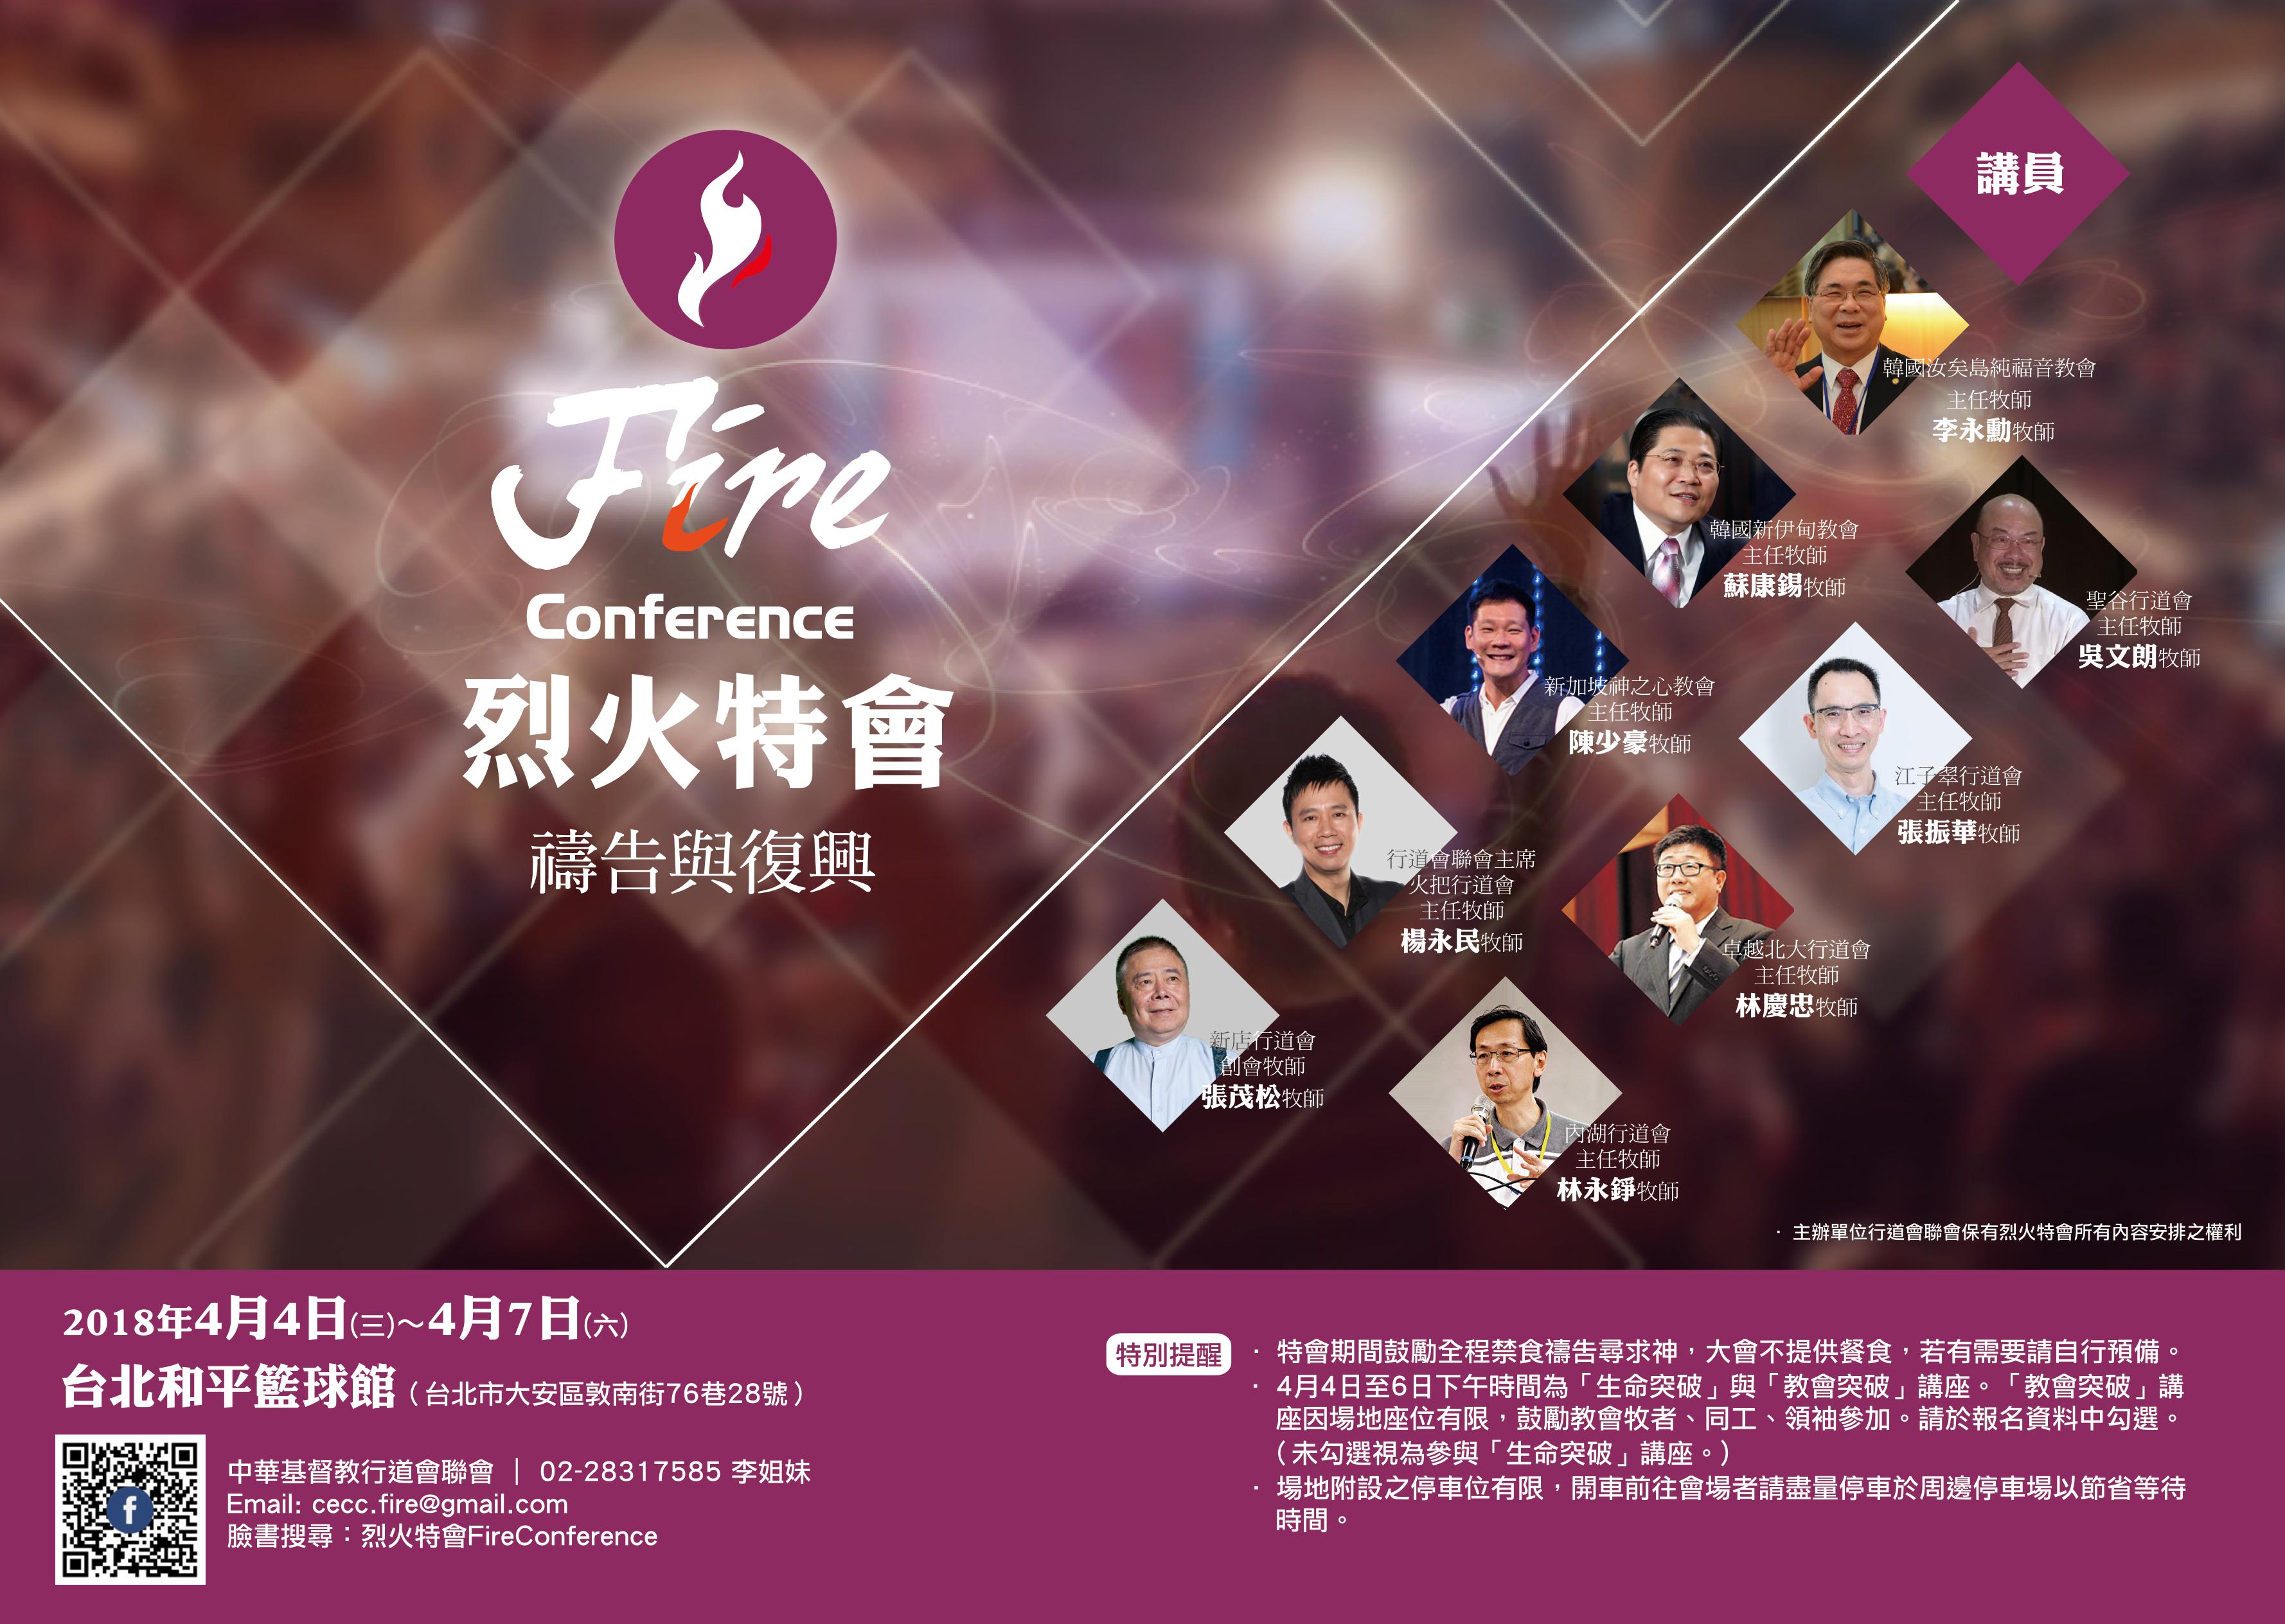 Fire
Conference
烈火特會
禱告與復興
講員
韓國汝矣島純福音教會
主任牧師
李永勳牧師
韓國新伊甸教會
主任牧師
蘇康錫牧師
聖谷行道會
主任牧師
吳文朗牧師
新加坡神之心教會
主任牧師
陳少豪牧師
江子翠行道會
主任牧師
張振華牧師
行道會聯會主席
火把行道會
主任牧師
楊永民牧師
卓越北大行道會
主任牧師
林慶忠牧師
新店行道會
創會牧師
張茂松牧師
內湖行道會
主任牧師
林永錚牧師
· 主辦單位行道會聯會保有烈火特會所有內容安排之權利
2018年4月4日(三)～4月7日(六)
台北和平籃球館（台北市大安區敦南街76巷28號）
中華基督教行道會聯會 ｜ 02-28317585 李姐妹
Email: cecc.fire@gmail.com
臉書搜尋：烈火特會FireConference
特別提醒
· 特會期間鼓勵全程禁食禱告尋求神，大會不提供餐食，若有需要請自行預備。
· 4月4日至6日下午時間為「生命突破」與「教會突破」講座。「教會突破」講
座因場地座位有限，鼓勵教會牧者、同工、領袖參加。請於報名資料中勾選。
（未勾選視為參與「生命突破」講座。）
· 場地附設之停車位有限，開車前往會場者請盡量停車於周邊停車場以節省等待
時間。